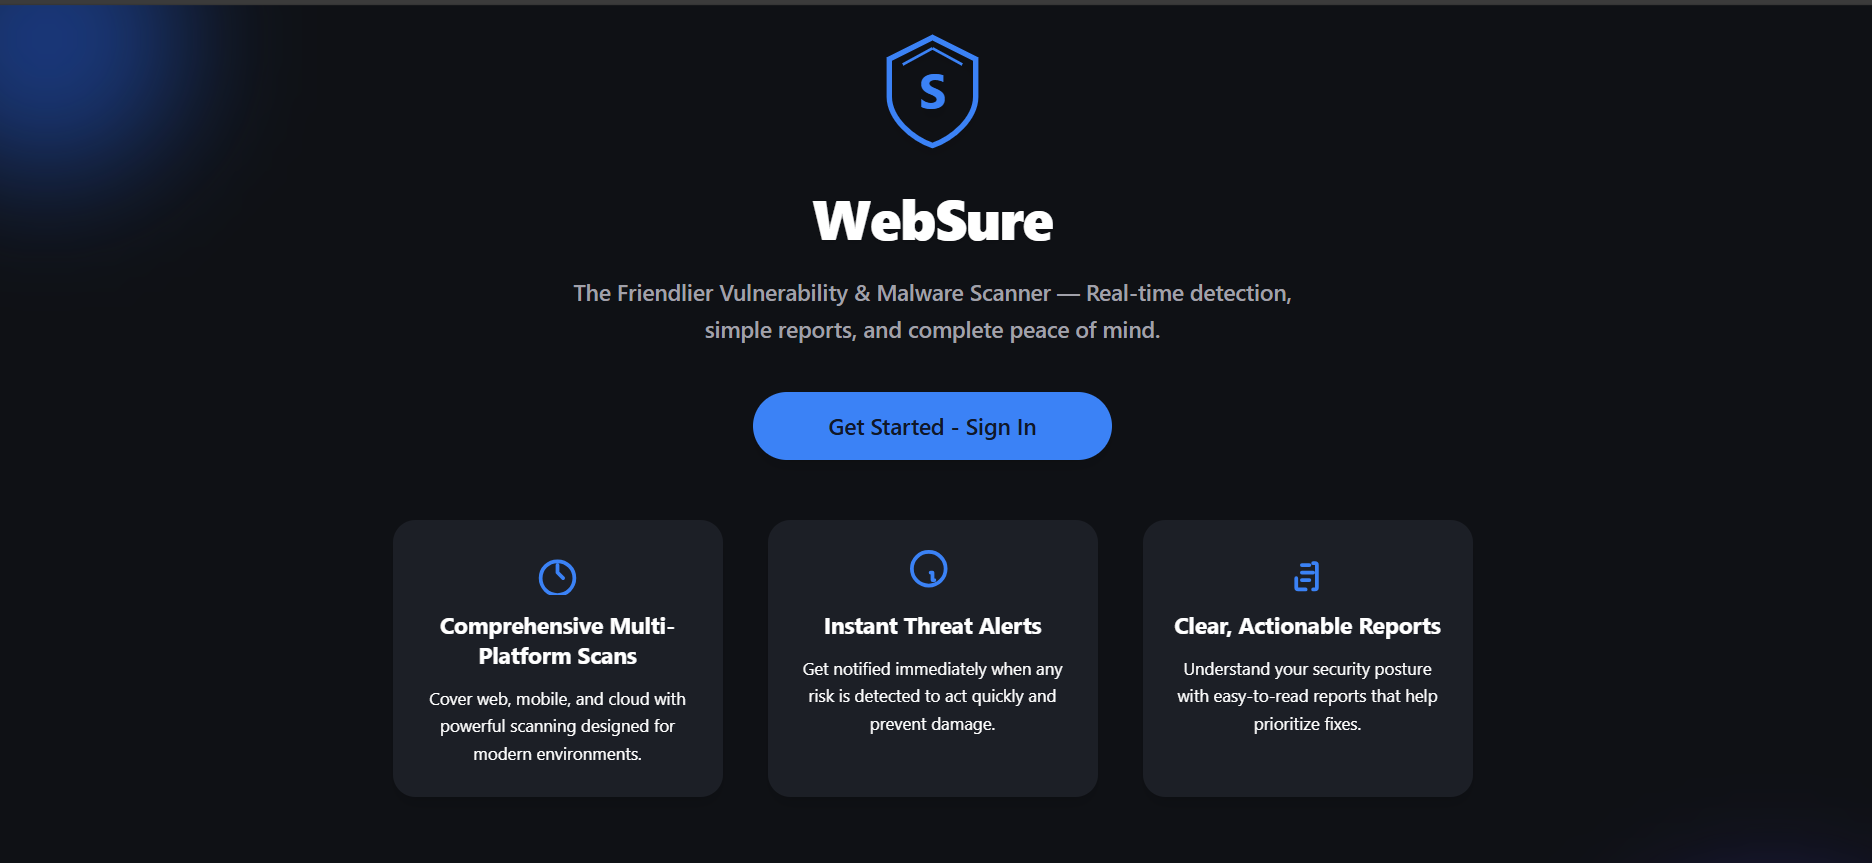 S
WebSure
The Friendlier Vulnerability & Malware Scanner — Real-time detection,
simple reports, and complete peace of mind.
Get Started - Sign In
Comprehensive Multi-
Platform Scans
Cover web, mobile, and cloud with
powerful scanning designed for
modern environments.
Instant Threat Alerts
Get notified immediately when any
risk is detected to act quickly and
prevent damage.
Clear, Actionable Reports
Understand your security posture
with easy-to-read reports that help
prioritize fixes.